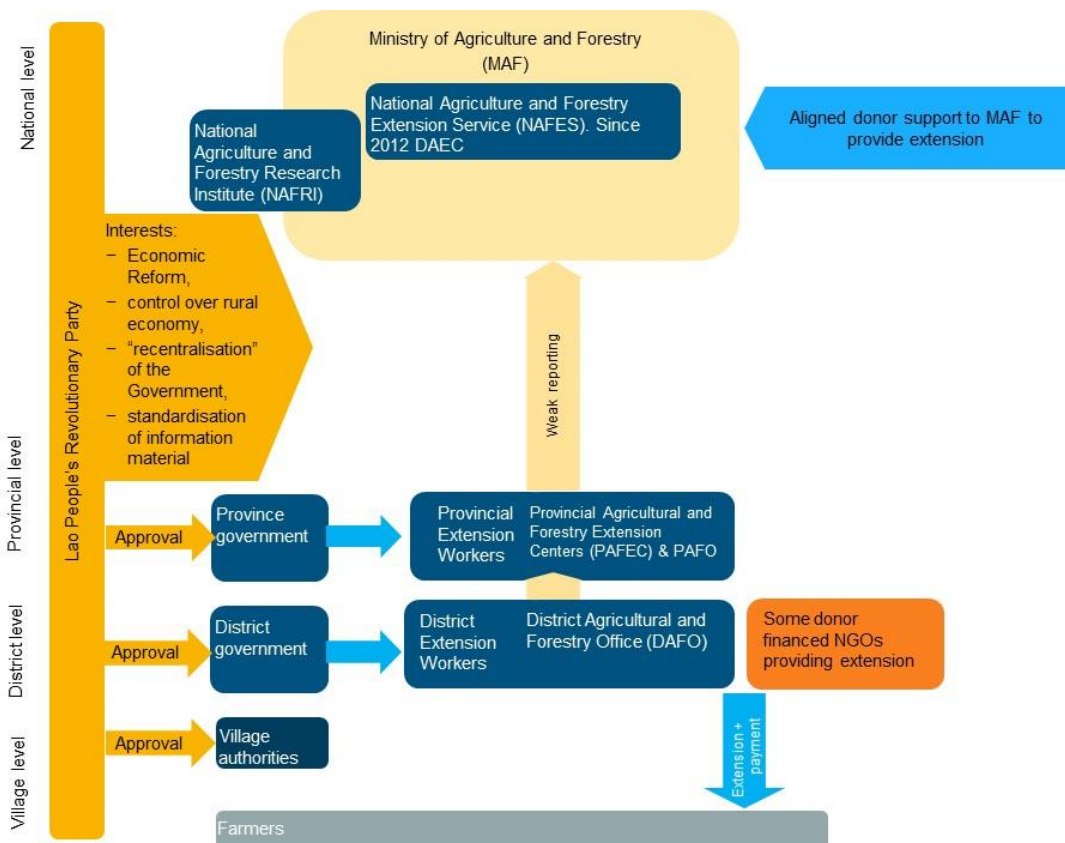 National level
Ministry of Agriculture and Forestry
(MAF)
National Agriculture and Forestry
Extension Service (NAFES). Since
2012 DAEC
National
Agriculture and
Forestry Research
Institute (NAFRI)
Aligned donor support to MAF to
provide extension
Lao People's Revolutionary Party
Interests:
– Economic
Reform,
– control over rural
economy,
– “recentralisation”
of the
Government,
– standardisation
of information
material
Weak reporting
Provincial level
Approval
Province
government
Provincial
Extension
Workers
Provincial Agricultural and
Forestry Extension
Centers (PAFEC) & PAFO
District level
Approval
District
government
District
Extension
Workers
District Agricultural and
Forestry Office (DAFO)
Some donor
financed NGOs
providing extension
Village level
Approval
Village
authorities
Extension +
payment
Farmers